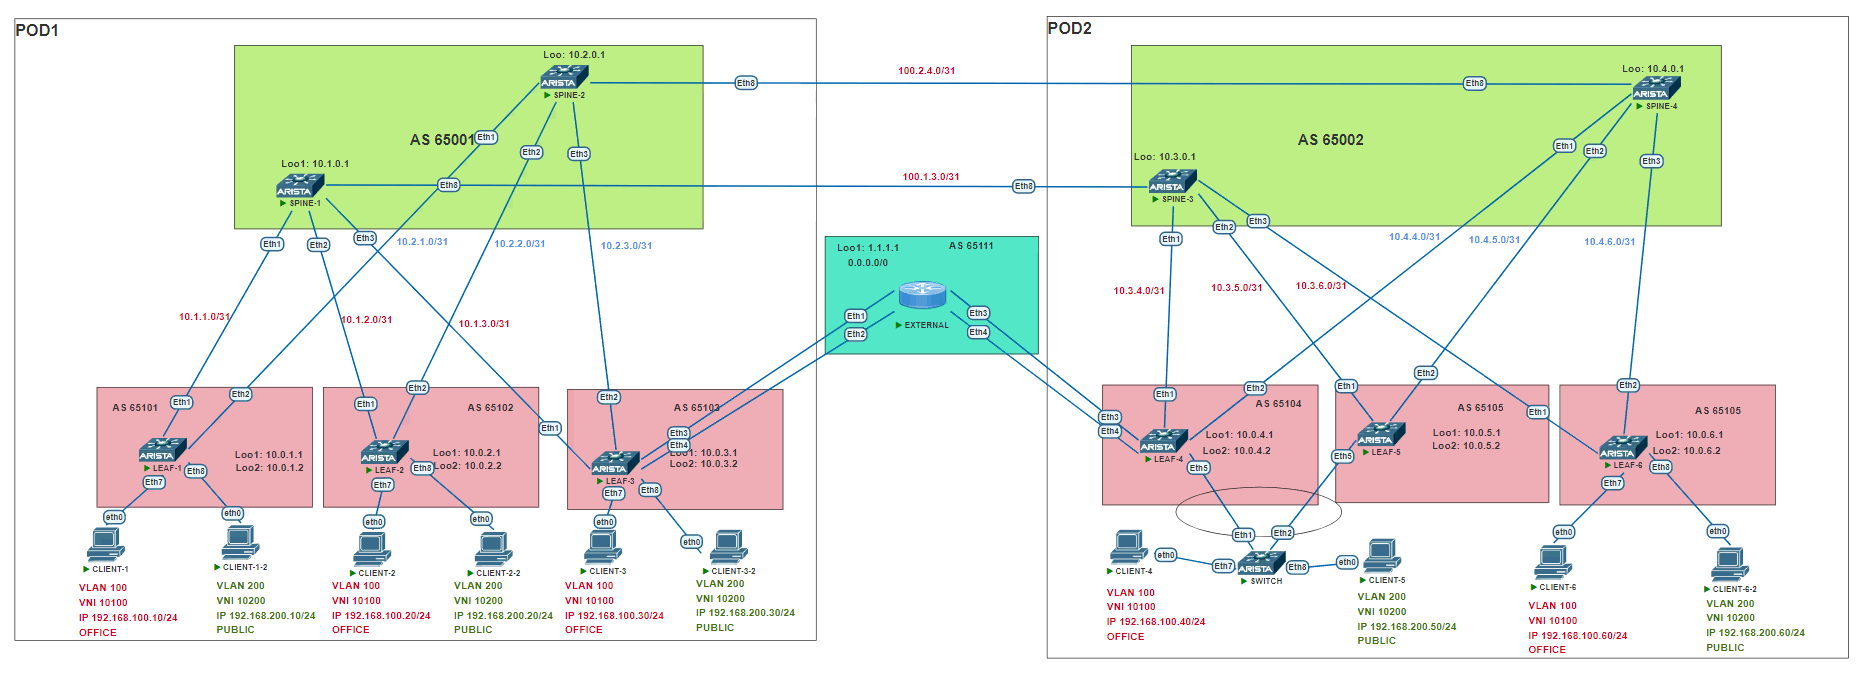 POD1
POD2
Loo: 10.2.0.1
ARISTA
SPINE-2
Eth8
100.2.4.0/31
Eth8
Loo: 10.4.0.1
ARISTA
SPINE-4
AS 65001
Eth1
Eth2
Eth3
AS 65002
Eth1
Eth2
Eth3
Loo1: 10.1.0.1
ARISTA
SPINE-1
Eth8
100.1.3.0/31
Eth8
Loo: 10.3.0.1
ARISTA
SPINE-3
Eth1
Eth2
Eth3
10.2.1.0/31
10.2.2.0/31
10.2.3.0/31
Eth1
Eth2
Eth3
10.4.4.0/31
10.4.5.0/31
10.4.6.0/31
Loo1: 1.1.1.1
0.0.0.0/0
AS 65111
Eth1
Eth2
Eth3
Eth4
EXTERNAL
10.1.1.0/31
10.1.2.0/31
10.1.3.0/31
10.3.4.0/31
10.3.5.0/31
10.3.6.0/31
AS 65101
Eth1
Eth2
ARISTA
LEAF-1
Loo1: 10.0.1.1
Loo2: 10.0.1.2
Eth7
Eth8
AS 65102
Eth1
Eth2
ARISTA
LEAF-2
Loo1: 10.0.2.1
Loo2: 10.0.2.2
Eth7
Eth8
AS 65103
Eth1
Eth2
Eth3
Eth4
ARISTA
LEAF-3
Loo1: 10.0.3.1
Loo2: 10.0.3.2
Eth7
Eth8
AS 65104
Eth1
Eth2
Eth3
Eth4
ARISTA
LEAF-4
Loo1: 10.0.4.1
Loo2: 10.0.4.2
Eth5
AS 65105
Eth1
Eth2
ARISTA
LEAF-5
Loo1: 10.0.5.1
Loo2: 10.0.5.2
Eth5
AS 65105
Eth1
Eth2
ARISTA
LEAF-6
Loo1: 10.0.6.1
Loo2: 10.0.6.2
Eth7
Eth8
eth0
CLIENT-1
VLAN 100
VNI 10100
IP 192.168.100.10/24
OFFICE
eth0
CLIENT-1-2
VLAN 200
VNI 10200
IP 192.168.200.10/24
PUBLIC
eth0
CLIENT-2
VLAN 100
VNI 10100
IP 192.168.100.20/24
OFFICE
eth0
CLIENT-2-2
VLAN 200
VNI 10200
IP 192.168.200.20/24
PUBLIC
eth0
CLIENT-3
VLAN 100
VNI 10100
IP 192.168.100.30/24
OFFICE
eth0
CLIENT-3-2
VLAN 200
VNI 10200
IP 192.168.200.30/24
PUBLIC
eth0
CLIENT-4
VLAN 100
VNI 10100
IP 192.168.100.40/24
OFFICE
Eth1
Eth2
Eth7
ARISTA
Eth8
SWITCH
eth0
CLIENT-5
VLAN 200
VNI 10200
IP 192.168.200.50/24
PUBLIC
eth0
CLIENT-6
VLAN 100
VNI 10100
IP 192.168.100.60/24
OFFICE
eth0
CLIENT-6-2
VLAN 200
VNI 10200
IP 192.168.200.60/24
PUBLIC